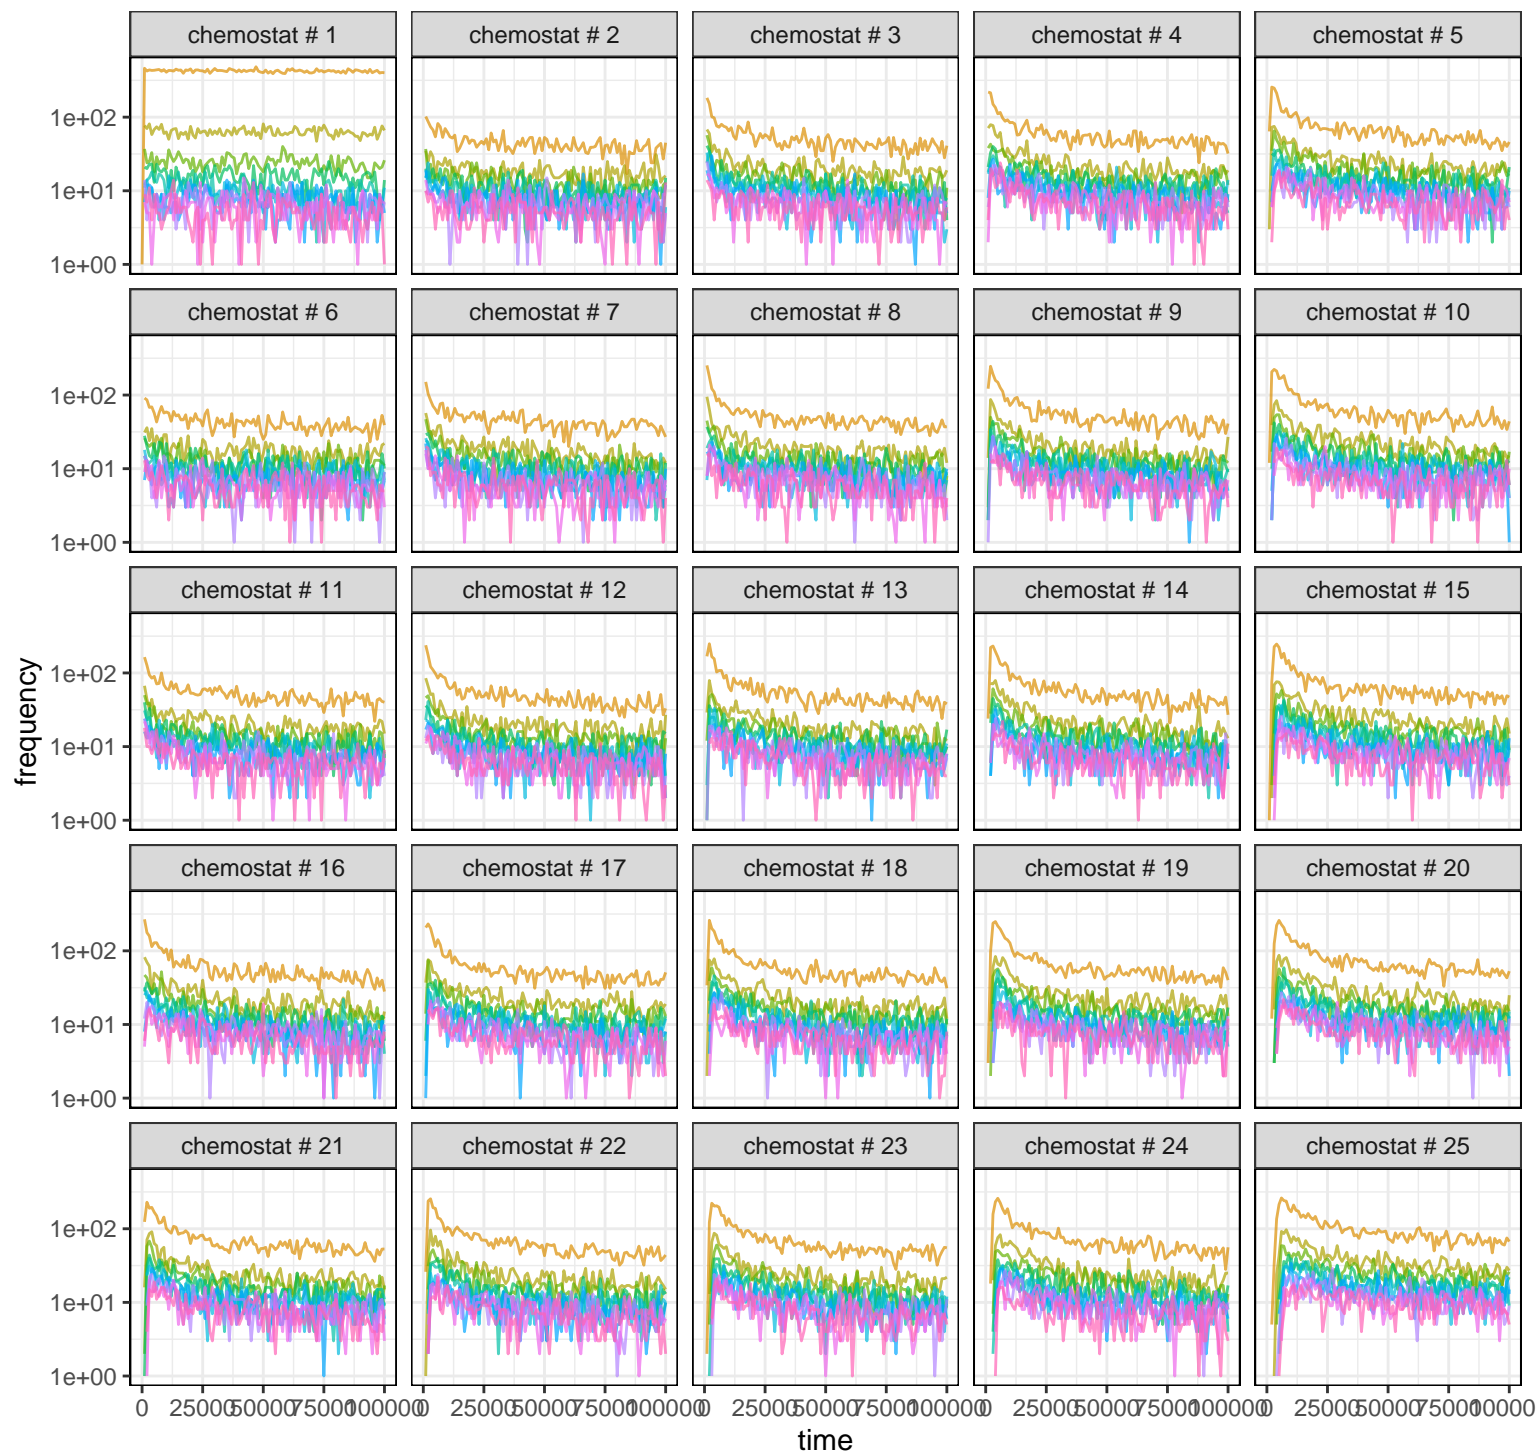 chemostat # 1 chemostat # 2 chemostat # 3 chemostat # 4 chemostat # 5
1e+02
1e+01
1e+00
chemostat # 6 chemostat # 7 chemostat # 8 chemostat # 9 chemostat # 10
1e+02
1e+01
1e+00
chemostat # 11 chemostat # 12 chemostat # 13 chemostat # 14 chemostat # 15
frequency
1e+02
1e+01
1e+00
chemostat # 16 chemostat # 17 chemostat # 18 chemostat # 19 chemostat # 20
1e+02
1e+01
1e+00
chemostat # 21 chemostat # 22 chemostat # 23 chemostat # 24 chemostat # 25
1e+02
1e+01
1e+00
0 25000 50000 75000 100000 0 25000 50000 75000 100000 0 25000 50000 75000 100000 0 25000 50000 75000 100000 0 25000 50000 75000 100000
time